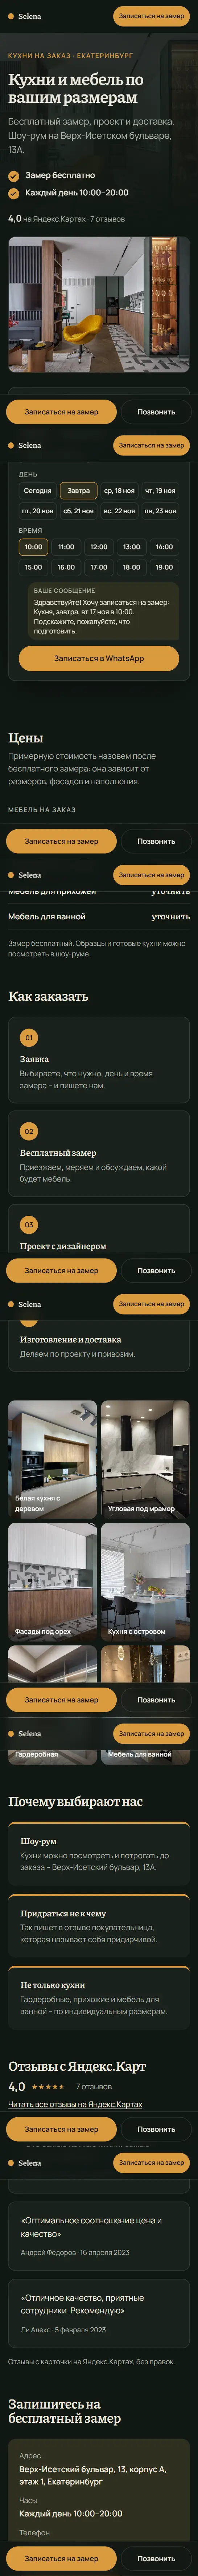 Selena
Записаться на замер
КУХНИ НА ЗАКАЗ · ЕКАТЕРИНБУРГ
Кухни и мебель по
вашим размерам
Бесплатный замер, проект и доставка.
Шоу-рум на Верх-Исетском бульваре,
13А.
Замер бесплатно
Каждый день 10:00–20:00
4,0 на Яндекс.Картах · 7 отзывов
Записаться на замер
Позвонить
Selena
Записаться на замер
ДЕНЬ
Сегодня
Завтра
ср, 18 ноя
чт, 19 ноя
пт, 20 ноя
сб, 21 ноя
вс, 22 ноя
пн, 23 ноя
ВРЕМЯ
10:00
11:00
12:00
13:00
14:00
15:00
16:00
17:00
18:00
19:00
ВАШЕ СООБЩЕНИЕ
Здравствуйте! Хочу записаться на замер:
Кухня, завтра, вт 17 ноя в 10:00.
Подскажите, пожалуйста, что
подготовить.
Записаться в WhatsApp
Цены
Примерную стоимость назовем после
бесплатного замера: она зависит от
размеров, фасадов и наполнения.
МЕБЕЛЬ НА ЗАКАЗ
Записаться на замер
Позвонить
Selena
Записаться на замер
Мебель для прихожей
уточнить
Мебель для ванной
уточнить
Замер бесплатный. Образцы и готовые кухни можно
посмотреть в шоу-руме.
Как заказать
01
Заявка
Выбираете, что нужно, день и время
замера – и пишете нам.
02
Бесплатный замер
Приезжаем, меряем и обсуждаем, какой
будет мебель.
03
Проект с дизайнером
Записаться на замер
Позвонить
Selena
Записаться на замер
Изготовление и доставка
Делаем по проекту и привозим.
Белая кухня с
деревом
Угловая под мрамор
Фасады под орех
Кухня с островом
Записаться на замер
Позвонить
Selena
Записаться на замер
Гардеробная
Мебель для ванной
Почему выбирают нас
Шоу-рум
Кухни можно посмотреть и потрогать до
заказа – Верх-Исетский бульвар, 13А.
Придраться не к чему
Так пишет в отзыве покупательница,
которая называет себя придирчивой.
Не только кухни
Гардеробные, прихожие и мебель для
ванной – по индивидуальным размерам.
Отзывы с Яндекс.Карт
4,0
7 отзывов
Читать все отзывы на Яндекс.Картах
Записаться на замер
Позвонить
Selena
Записаться на замер
«Оптимальное соотношение цена и
качество»
Андрей Федоров · 16 апреля 2023
«Отличное качество, приятные
сотрудники. Рекомендую»
Ли Алекс · 5 февраля 2023
Отзывы с карточки на Яндекс.Картах, без правок.
Запишитесь на
бесплатный замер
Адрес
Верх-Исетский бульвар, 13, корпус А,
этаж 1, Екатеринбург
Часы
Каждый день 10:00–20:00
Телефон
Записаться на замер
Позвонить